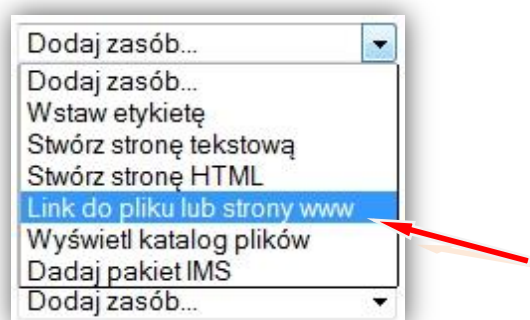 Dodaj zasób...
Dodaj zasób...
Wstaw etykietę
Stwórz stronę tekstową
Stwórz stronę HTML
Link do pliku lub strony www
Wyświetl katalog plików
Dadaj pakiet IMS
Dodaj zasób...